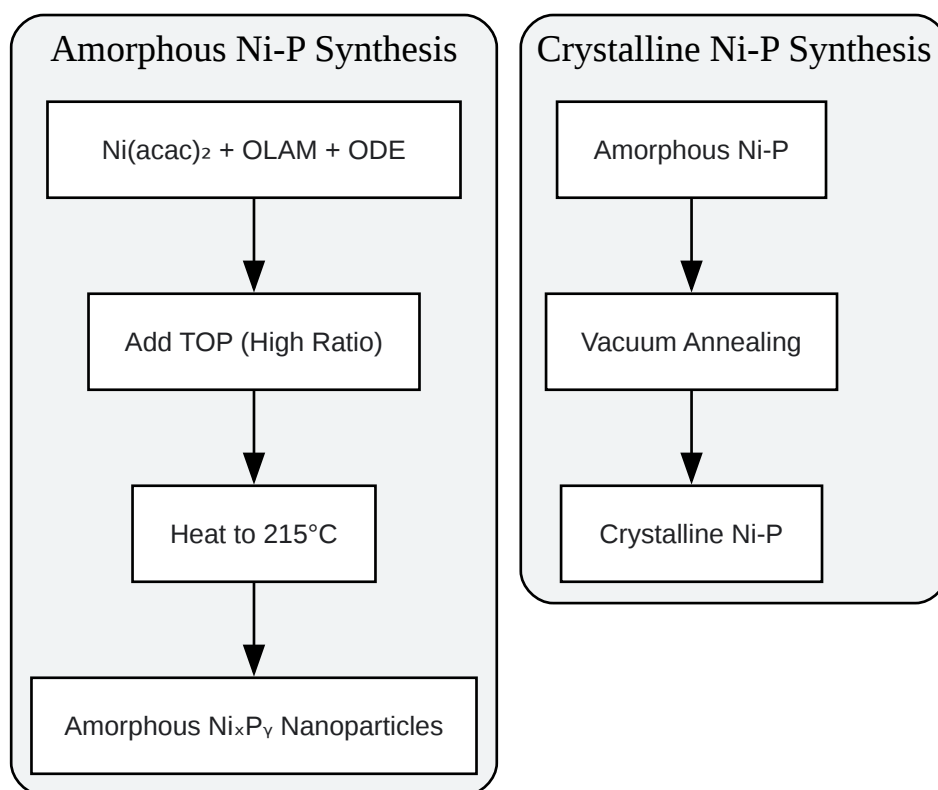 Amorphous Ni-P Synthesis
Ni(acac)₂ + OLAM + ODE
Add TOP (High Ratio)
Heat to 215°C
Amorphous NiₓPᵧ Nanoparticles
Crystalline Ni-P Synthesis
Amorphous Ni-P
Vacuum Annealing
Crystalline Ni-P